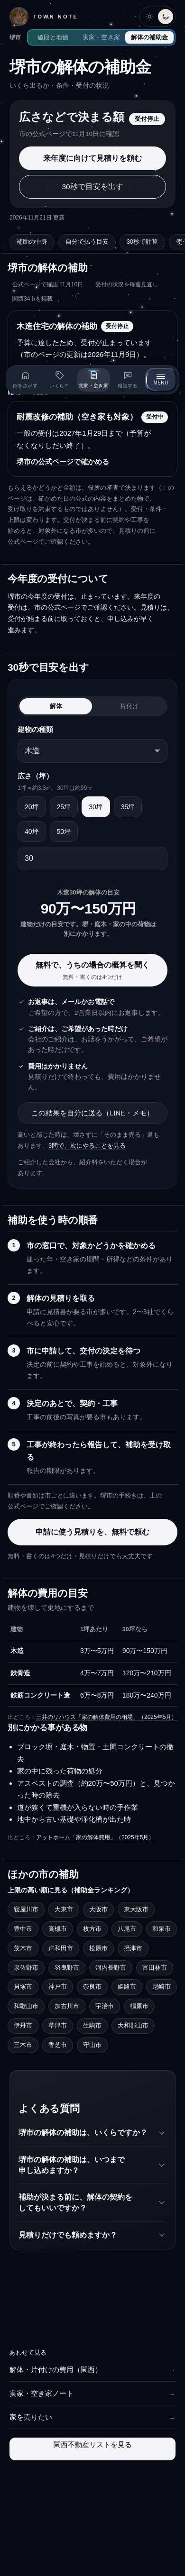 TOWN NOTE
堺市
値段と地価
実家・空き家
解体の補助金
堺市の解体の補助金
いくら出るか・条件・受付の状況
広さなどで決まる額
受付停止
市の公式ページで11月10日に確認
来年度に向けて見積りを頼む
30秒で目安を出す
2026年11月21日 更新
補助の中身
自分で払う目安
30秒で計算
使う
堺市の解体の補助
公式ページで確認 11月10日
受付の状況を毎週見直し
関西34市を掲載
木造住宅の解体の補助
受付停止
予算に達したため、受付が止まっています
（市のページの更新は2026年11月9日）。
街をさがす
いくら？
実家・空き家
相談する
MENU
耐震改修の補助（空き家も対象）
受付中
一般の受付は2027年1月29日まで（予算が
なくなりしだい終了）。
堺市の公式ページで確かめる
もらえるかどうかと金額は、役所の審査で決まります（このペ
ージは、確かめた日の公式の内容をまとめた物で、
受け取りを約束するものではありません）。受付・条件・
上限は変わります。交付が決まる前に契約や工事を
始めると、対象外になる市が多いので、見積りの前に
公式ページでご確認ください。
今年度の受付について
堺市の今年度の受付は、止まっています。来年度の
受付は、市の公式ページでご確認ください。見積りは、
受付が始まる前に取っておくと、申し込みが早く
進みます。
30秒で目安を出す
解体
片付け
建物の種類
木造
広さ（坪）
1坪＝約3.3㎡、30坪は約99㎡
20坪
25坪
30坪
35坪
40坪
50坪
30
木造30坪の解体の目安
90万〜150万円
建物だけの目安です。塀・庭木・家の中の荷物は
別にかかります。
無料で、うちの場合の概算を聞く
無料・書くのは4つだけ
返事は、メールかお電話で
ご希望の方で、2営業日以内にお返事します。
ご紹介は、ご希望があった時だけ
会社のご紹介は、お話をうかがって、ご希望が
あった時だけです。
費用はかかりません
見積りだけで終わっても、費用はかかりませ
ん。
この結果を自分に送る（LINE・メモ）
高いと感じた時は、壊さずに「そのまま売る」道も
あります。3問で、次にやることを見る
ご紹介した会社から、紹介料をいただく場合が
あります。
補助を使う時の順番
1
市の窓口で、対象かどうかを確かめる
建った年・空き家の期間・所得などの条件があり
ます。
2
解体の見積りを取る
申請に見積書が要る市が多いです。2〜3社でくら
べると安心です。
3
市に申請して、交付の決定を待つ
決定の前に契約や工事を始めると、対象外になり
ます。
4
決定のあとで、契約・工事
工事の前後の写真が要る市もあります。
5
工事が終わったら報告して、補助を受け取
る
報告の期限があります。
順番や書類は市ごとに違います。堺市の手続きは、上の
公式ページでご確認ください。
申請に使う見積りを、無料で頼む
無料・書くのは4つだけ・見積りだけでも大丈夫です
解体の費用の目安
建物を壊して更地にするまで
建物
1坪あたり
30坪なら
木造
3万〜5万円
90万〜150万円
鉄骨造
4万〜7万円
120万〜210万円
鉄筋コンクリート造
6万〜8万円
180万〜240万円
出どころ：三井のリハウス「家の解体費用の相場」（2025年5月）
別にかかる事がある物
ブロック塀・庭木・物置・土間コンクリートの撤去
家の中に残った荷物の処分
アスベストの調査（約20万〜50万円）と、見つかった時の除去
道が狭くて重機が入らない時の手作業
地中から古い基礎や浄化槽が出た時
出どころ：アットホーム「家の解体費用」（2025年5月）
ほかの市の補助
上限の高い順に見る（補助金ランキング）
寝屋川市
大東市
大阪市
東大阪市
豊中市
高槻市
枚方市
八尾市
和泉市
茨木市
岸和田市
松原市
摂津市
泉佐野市
羽曳野市
河内長野市
富田林市
貝塚市
神戸市
奈良市
姫路市
尼崎市
和歌山市
加古川市
宇治市
橿原市
伊丹市
草津市
生駒市
大和郡山市
三木市
香芝市
守山市
よくある質問
堺市の解体の補助は、いくらですか？
堺市の解体の補助は、いつまで
申し込めますか？
補助が決まる前に、解体の契約を
してもいいですか？
見積りだけでも頼めますか？
あわせて見る
解体・片付けの費用（関西）
→
実家・空き家ノート
→
家を売りたい
→
関西不動産リストを見る